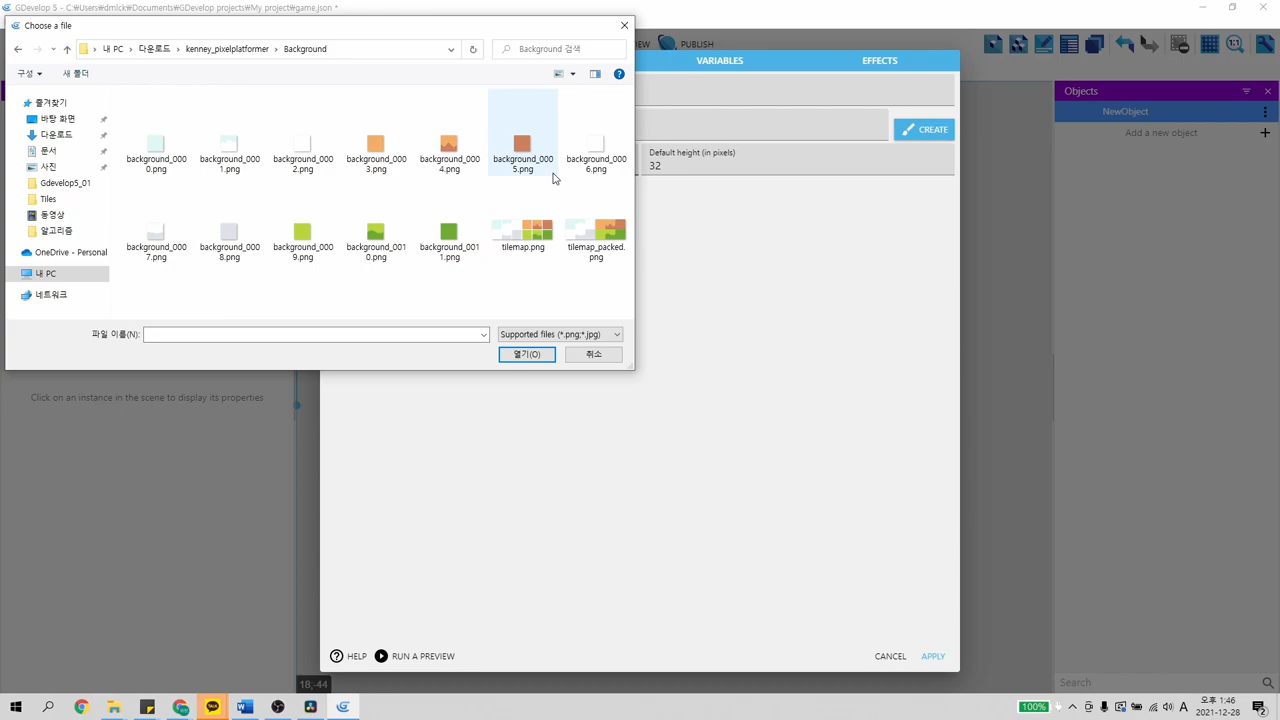 GDevelop 5 - C:₩Users₩dmlck₩Documents₩GDevelop projects₩My project₩game.json *
Choose a file
내 PC > 다운로드 > kenney_pixelplatformer > Background
Background 검색
구성
새 폴더
즐겨찾기
바탕 화면
다운로드
문서
사진
Gdevelop5_01
Tiles
동영상
알고리즘
OneDrive - Personal
내 PC
네트워크
background_0000.png
background_0001.png
background_0002.png
background_0003.png
background_0004.png
background_0005.png
background_0006.png
background_0007.png
background_0008.png
background_0009.png
background_0010.png
background_0011.png
tilemap.png
tilemap_packed.png
파일 이름(N):
Supported files (*.png;*.jpg)
열기(O)
취소
PUBLISH
VARIABLES
EFFECTS
CREATE
Default height (in pixels)
32
Objects
NewObject
Add a new object
Click on an instance in the scene to display its properties
HELP
RUN A PREVIEW
CANCEL
APPLY
18;-44
Search
100%
A
오후 1:46
2021-12-28
2